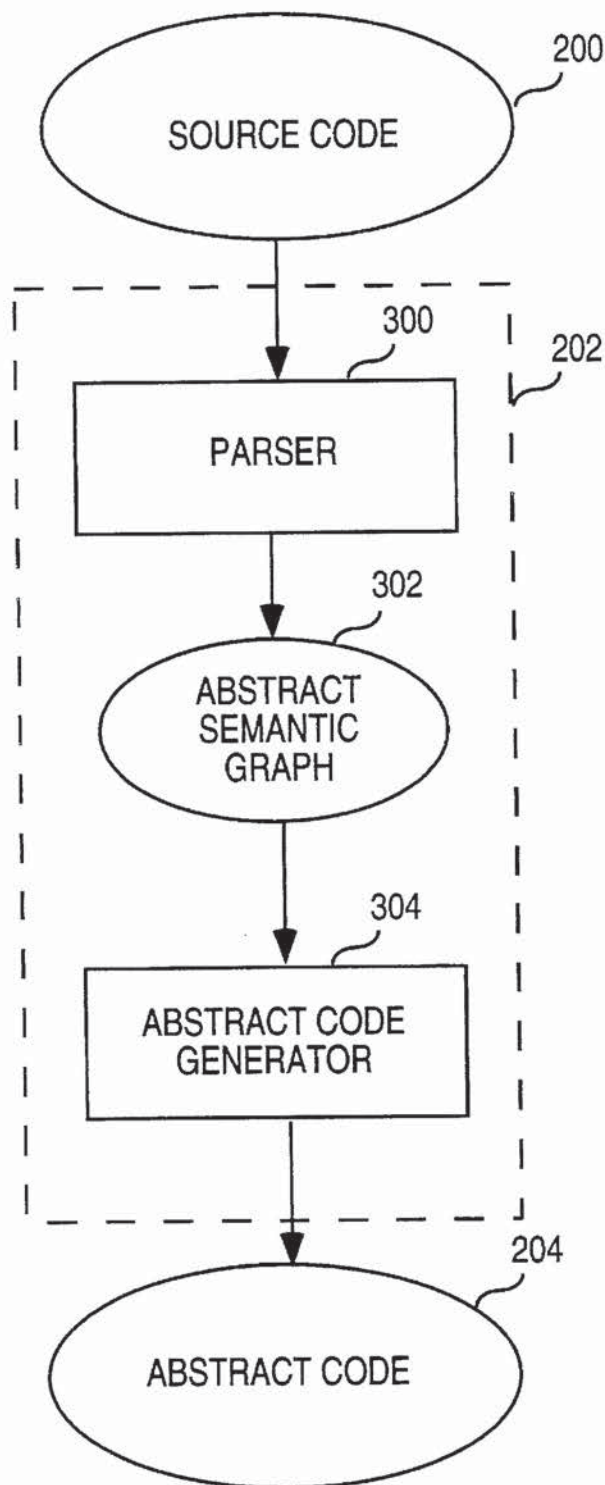 200
SOURCE CODE
300
202
PARSER
302
ABSTRACT
SEMANTIC
GRAPH
304
ABSTRACT CODE
GENERATOR
204
ABSTRACT CODE